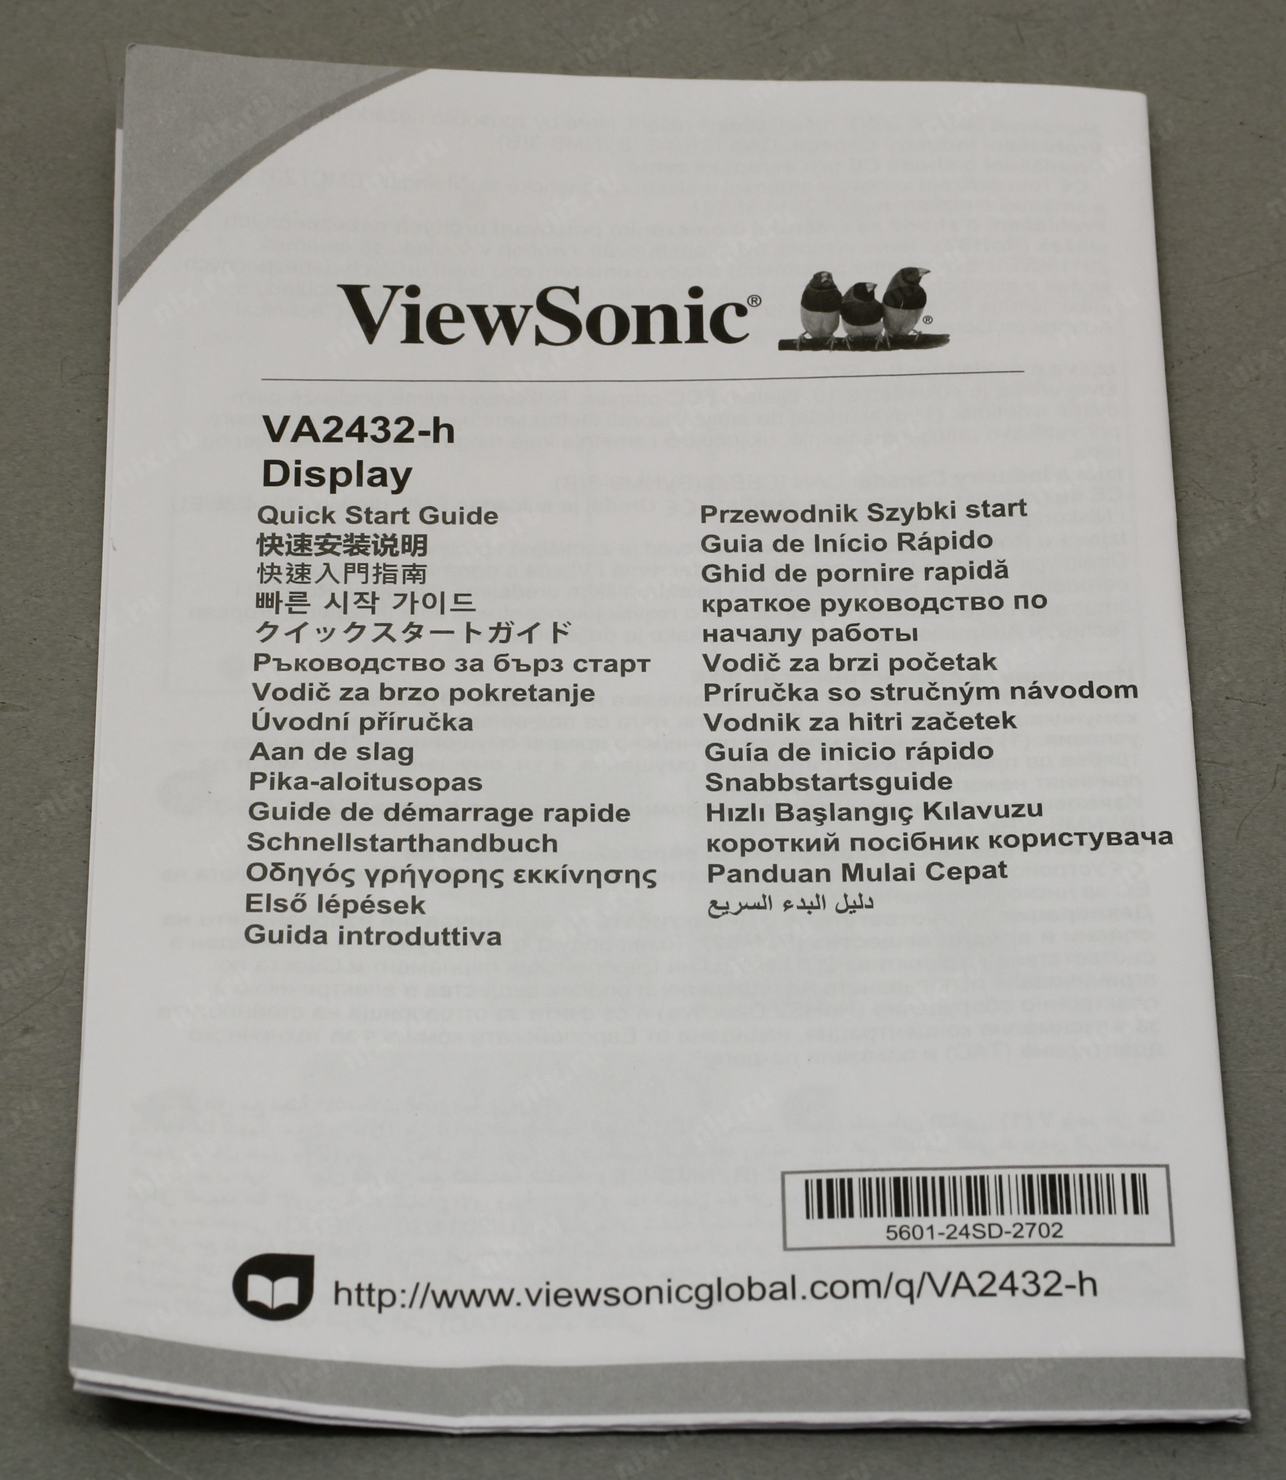 ViewSonic®
®
VA2432-h
Display
Quick Start Guide
快速安装说明
快速入門指南
빠른 시작 가이드
クイックスタートガイド
Ръководство за бърз старт
Vodič za brzo pokretanje
Úvodní příručka
Aan de slag
Pika-aloitusopas
Guide de démarrage rapide
Schnellstarthandbuch
Οδηγός γρήγορης εκκίνησης
Első lépések
Guida introduttiva
Przewodnik Szybki start
Guia de Início Rápido
Ghid de pornire rapidă
краткое руководство по
началу работы
Vodič za brzi početak
Príručka so stručným návodom
Vodnik za hitri začetek
Guía de inicio rápido
Snabbstartsguide
Hızlı Başlangıç Kılavuzu
короткий посібник користувача
Panduan Mulai Cepat
دليل البدء السريع
5601-24SD-2702
http://www.viewsonicglobal.com/q/VA2432-h